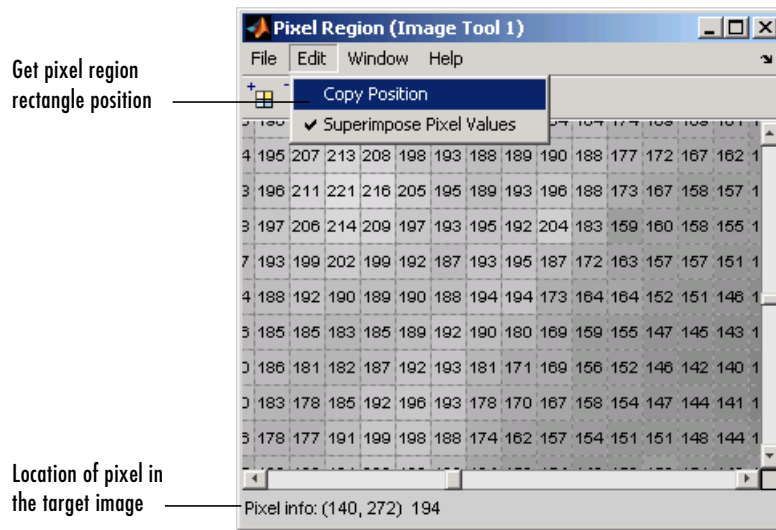 Pixel Region (Image Tool 1)
File Edit Window Help
Get pixel region
rectangle position
Copy Position
✔ Superimpose Pixel Values
195 207 213 208 198 193 188 189 190 188 177 172 167 162
196 211 221 216 205 195 189 193 196 188 173 167 158 157
197 206 214 209 197 193 195 192 204 183 159 160 158 155
193 199 202 199 192 187 193 195 187 172 163 157 157 151
188 192 190 189 190 188 194 194 173 164 164 152 151 146
185 185 183 185 189 192 190 180 169 159 155 147 145 143
186 181 182 187 192 193 181 171 169 156 152 146 142 140
183 178 185 192 196 193 178 170 167 158 154 147 144 141
178 177 191 199 198 188 174 162 157 154 151 151 148 144
Location of pixel in
the target image
Pixel info: (140, 272) 194